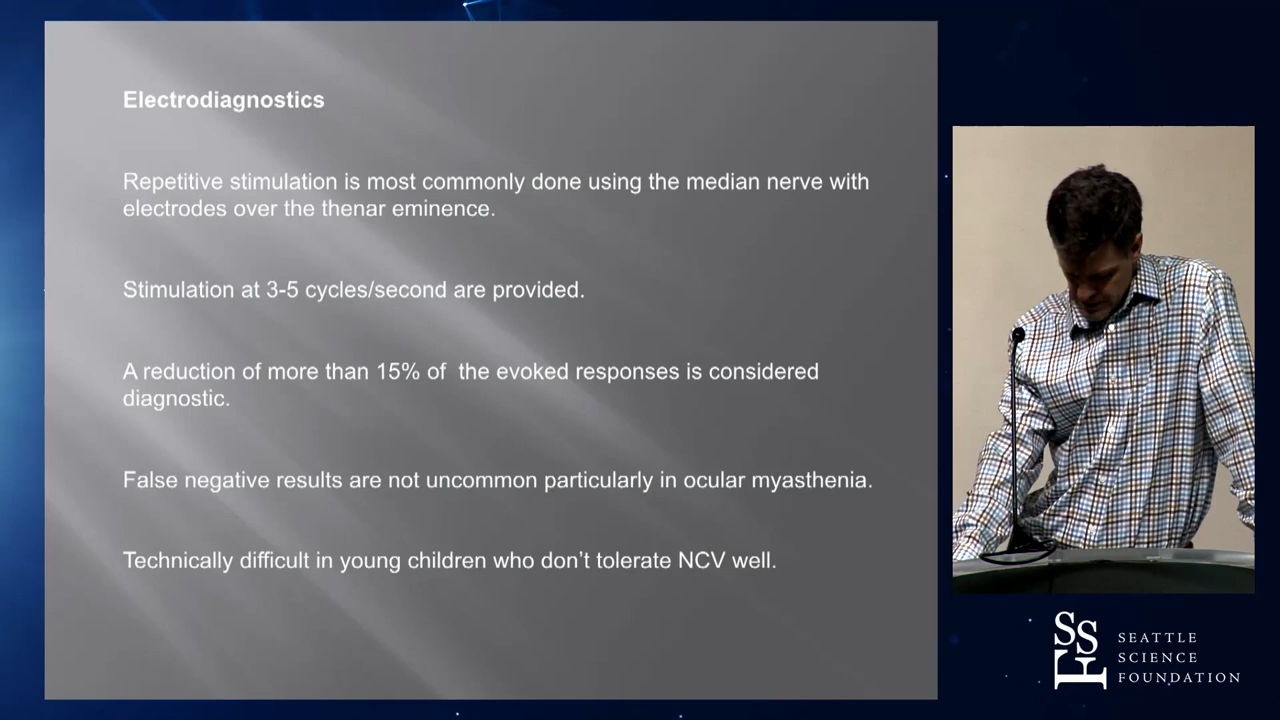 Electrodiagnostics
Repetitive stimulation is most commonly done using the median nerve with
electrodes over the thenar eminence.
Stimulation at 3-5 cycles/second are provided.
A reduction of more than 15% of  the evoked responses is considered
diagnostic.
False negative results are not uncommon particularly in ocular myasthenia.
Technically difficult in young children who don’t tolerate NCV well.
SSF
SEATTLE
SCIENCE
FOUNDATION